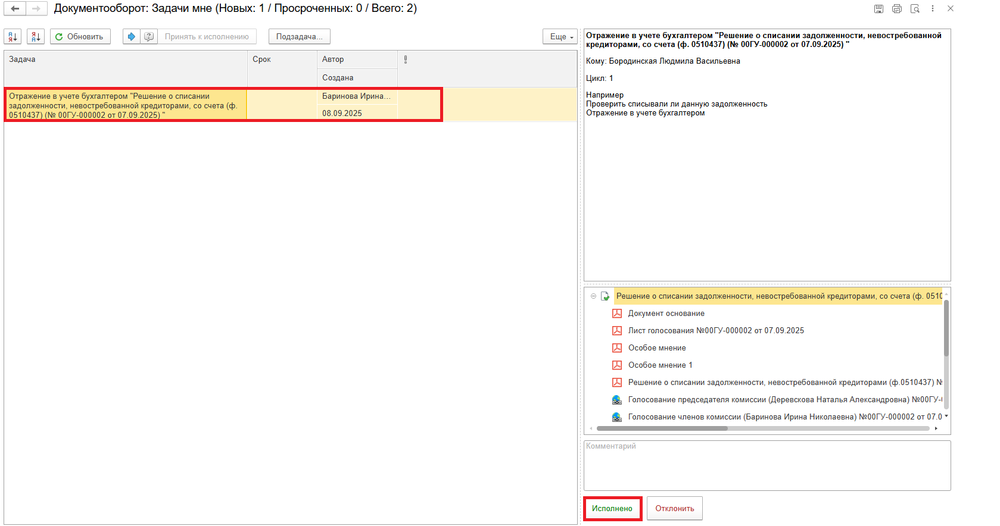 Документооборот: Задачи мне (Новых: 1 / Просроченных: 0 / Всего: 2)
Обновить
Принять к исполнению
Подзадача...
Еще
Задача
Срок
Автор
Создана
Отражение в учете бухгалтером "Решение о списании
задолженности, невостребованной кредиторами, со счета (ф.
0510437) (№ 00ГУ-000002 от 07.09.2025) "
Баринова Ирина...
08.09.2025
Отражение в учете бухгалтером "Решение о списании задолженности, невостребованной
кредиторами, со счета (ф. 0510437) (№ 00ГУ-000002 от 07.09.2025) "
Кому: Бородинская Людмила Васильевна
Цикл: 1
Например
Проверить списывали ли данную задолженность
Отражение в учете бухгалтером
Решение о списании задолженности, невостребованной кредиторами, со счета (ф. 0510
Документ основание
Лист голосования №00ГУ-000002 от 07.09.2025
Особое мнение
Особое мнение 1
Решение о списании задолженности, невостребованной кредиторами (ф.0510437) №
Голосование председателя комиссии (Деревскова Наталья Александровна) №00ГУ-
Голосование членов комиссии (Баринова Ирина Николаевна) №00ГУ-000002 от 07.0
Комментарий
Исполнено
Отклонить